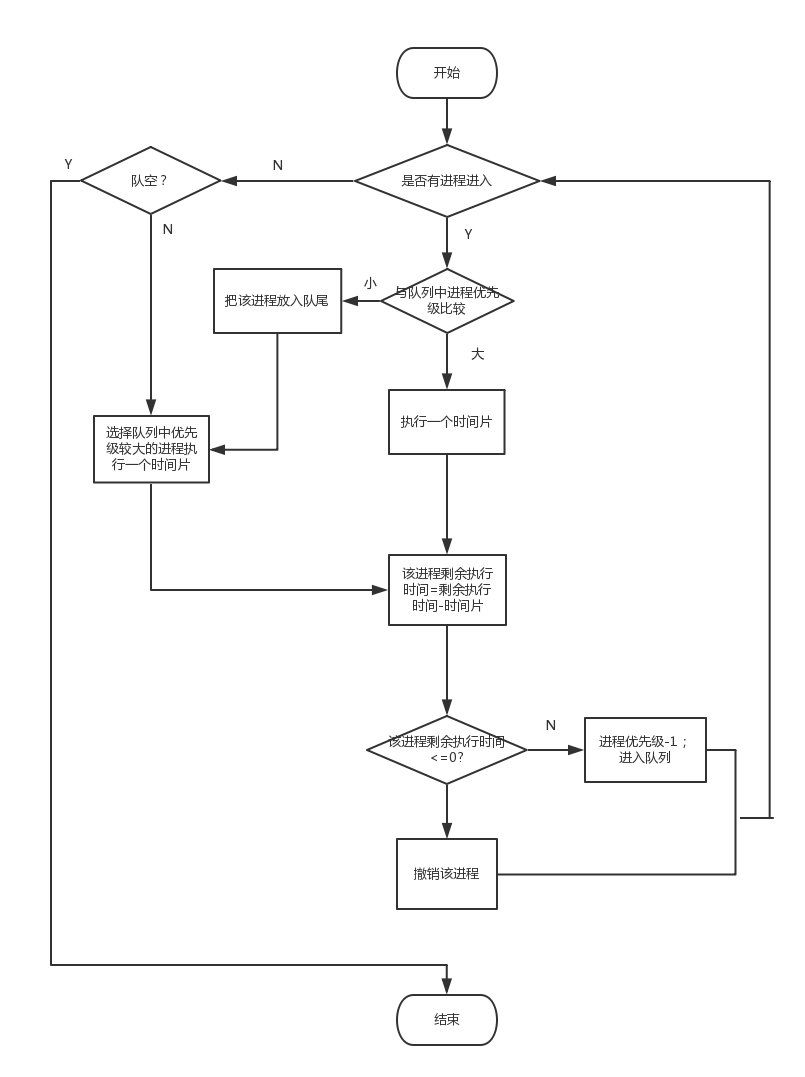 开始
Y
队空？
N
是否有进程进入
N
Y
与队列中进程优先
级比较
小
把该进程放入队尾
大
执行一个时间片
选择队列中优先
级较大的进程执
行一个时间片
该进程剩余执行
时间=剩余执行
时间-时间片
该进程剩余执行时间
<=0?
N
进程优先级-1；
进入队列
撤销该进程
结束